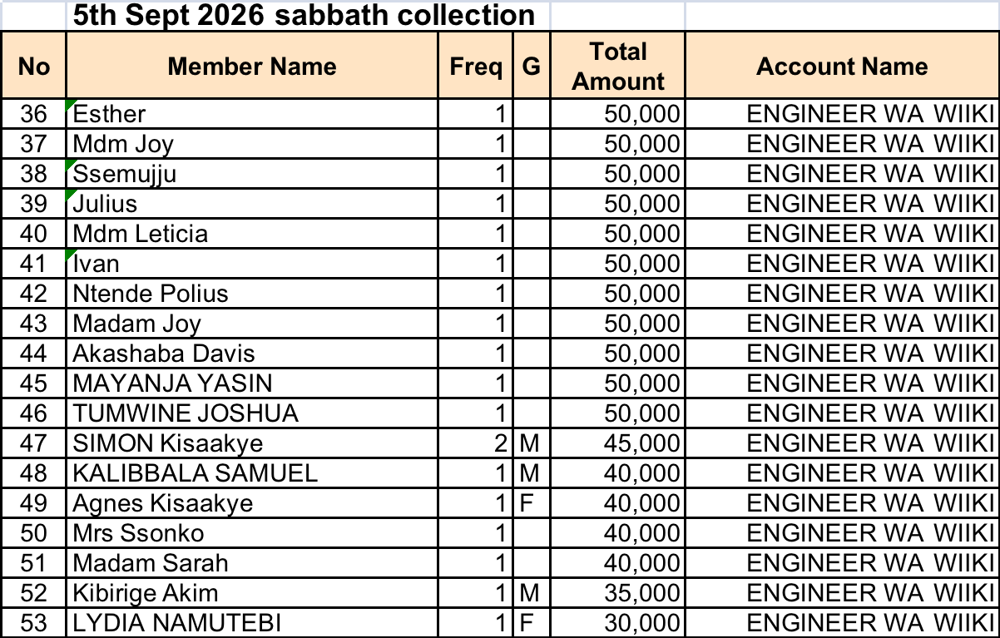 5th Sept 2026 sabbath collection
No Member Name Freq G Total Amount Account Name
36 Esther 1 50,000 ENGINEER WA WIIKI
37 Mdm Joy 1 50,000 ENGINEER WA WIIKI
38 Ssemujju 1 50,000 ENGINEER WA WIIKI
39 Julius 1 50,000 ENGINEER WA WIIKI
40 Mdm Leticia 1 50,000 ENGINEER WA WIIKI
41 Ivan 1 50,000 ENGINEER WA WIIKI
42 Ntende Polius 1 50,000 ENGINEER WA WIIKI
43 Madam Joy 1 50,000 ENGINEER WA WIIKI
44 Akashaba Davis 1 50,000 ENGINEER WA WIIKI
45 MAYANJA YASIN 1 50,000 ENGINEER WA WIIKI
46 TUMWINE JOSHUA 1 50,000 ENGINEER WA WIIKI
47 SIMON Kisaakye 2 M 45,000 ENGINEER WA WIIKI
48 KALIBBALA SAMUEL 1 M 40,000 ENGINEER WA WIIKI
49 Agnes Kisaakye 1 F 40,000 ENGINEER WA WIIKI
50 Mrs Ssonko 1 40,000 ENGINEER WA WIIKI
51 Madam Sarah 1 40,000 ENGINEER WA WIIKI
52 Kibirige Akim 1 M 35,000 ENGINEER WA WIIKI
53 LYDIA NAMUTEBI 1 F 30,000 ENGINEER WA WIIKI